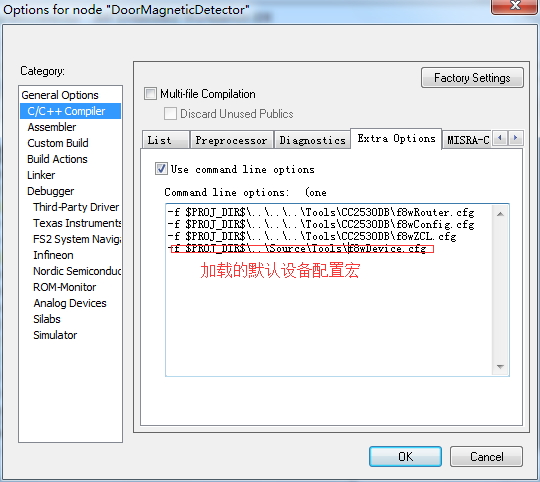 Options for node "DoorMagneticDetector"
Category:
General Options
C/C++ Compiler
Assembler
Custom Build
Build Actions
Linker
Debugger
Third-Party Driver
Texas Instruments
FS2 System Naviga
Infineon
Nordic Semiconduc
ROM-Monitor
Analog Devices
Silabs
Simulator
Factory Settings
Multi-file Compilation
Discard Unused Publics
List
Preprocessor
Diagnostics
Extra Options
MISRA-C
Use command line options
Command line options: (one
-f $PROJ_DIR$\..\..\..\Tools\CC2530DB\f8wRouter.cfg
-f $PROJ_DIR$\..\..\..\Tools\CC2530DB\f8wConfig.cfg
-f $PROJ_DIR$\..\..\..\Tools\CC2530DB\f8wZCL.cfg
-f $PROJ_DIR$\..\Source\Tools\f8wDevice.cfg
加载的默认设备配置宏
OK
Cancel